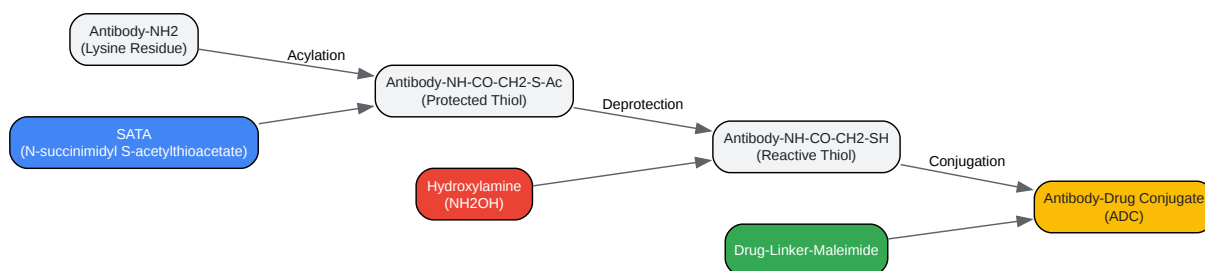 Antibody-NH2
(Lysine Residue)
Acylation
SATA
(N-succinimidyl S-acetylthioacetate)
Antibody-NH-CO-CH2-S-Ac
(Protected Thiol)
Deprotection
Hydroxylamine
(NH2OH)
Antibody-NH-CO-CH2-SH
(Reactive Thiol)
Conjugation
Drug-Linker-Maleimide
Antibody-Drug Conjugate
(ADC)